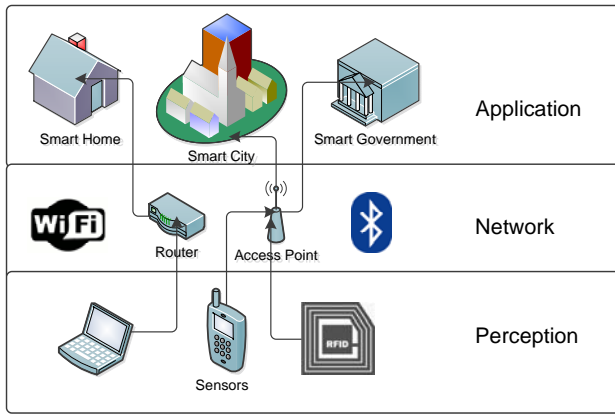 Smart Home
Smart City
Smart Government
Application
WiFi
Router
Access Point
Network
Sensors
RFID
Perception